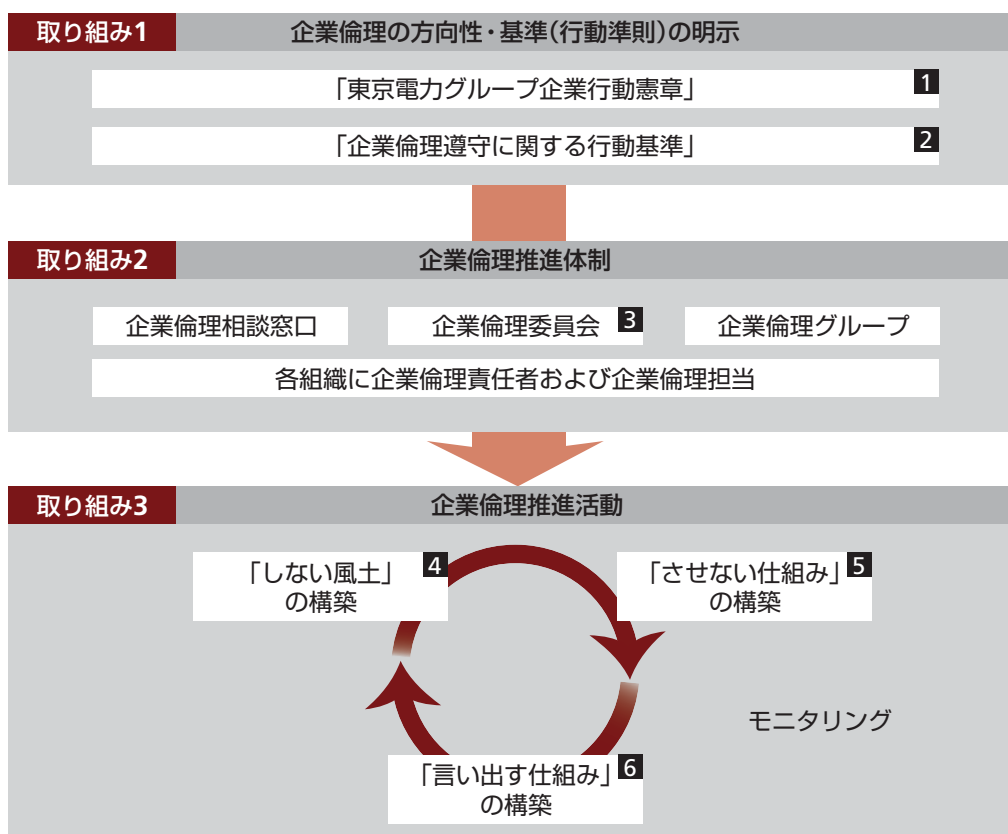 取り組み1 企業倫理の方向性・基準(行動準則)の明示
「東京電力グループ企業行動憲章」 1
「企業倫理遵守に関する行動基準」 2
取り組み2 企業倫理推進体制
企業倫理相談窓口 企業倫理委員会 3 企業倫理グループ
各組織に企業倫理責任者および企業倫理担当
取り組み3 企業倫理推進活動
「しない風土」 4
の構築
「させない仕組み」 5
の構築
モニタリング
「言い出す仕組み」 6
の構築